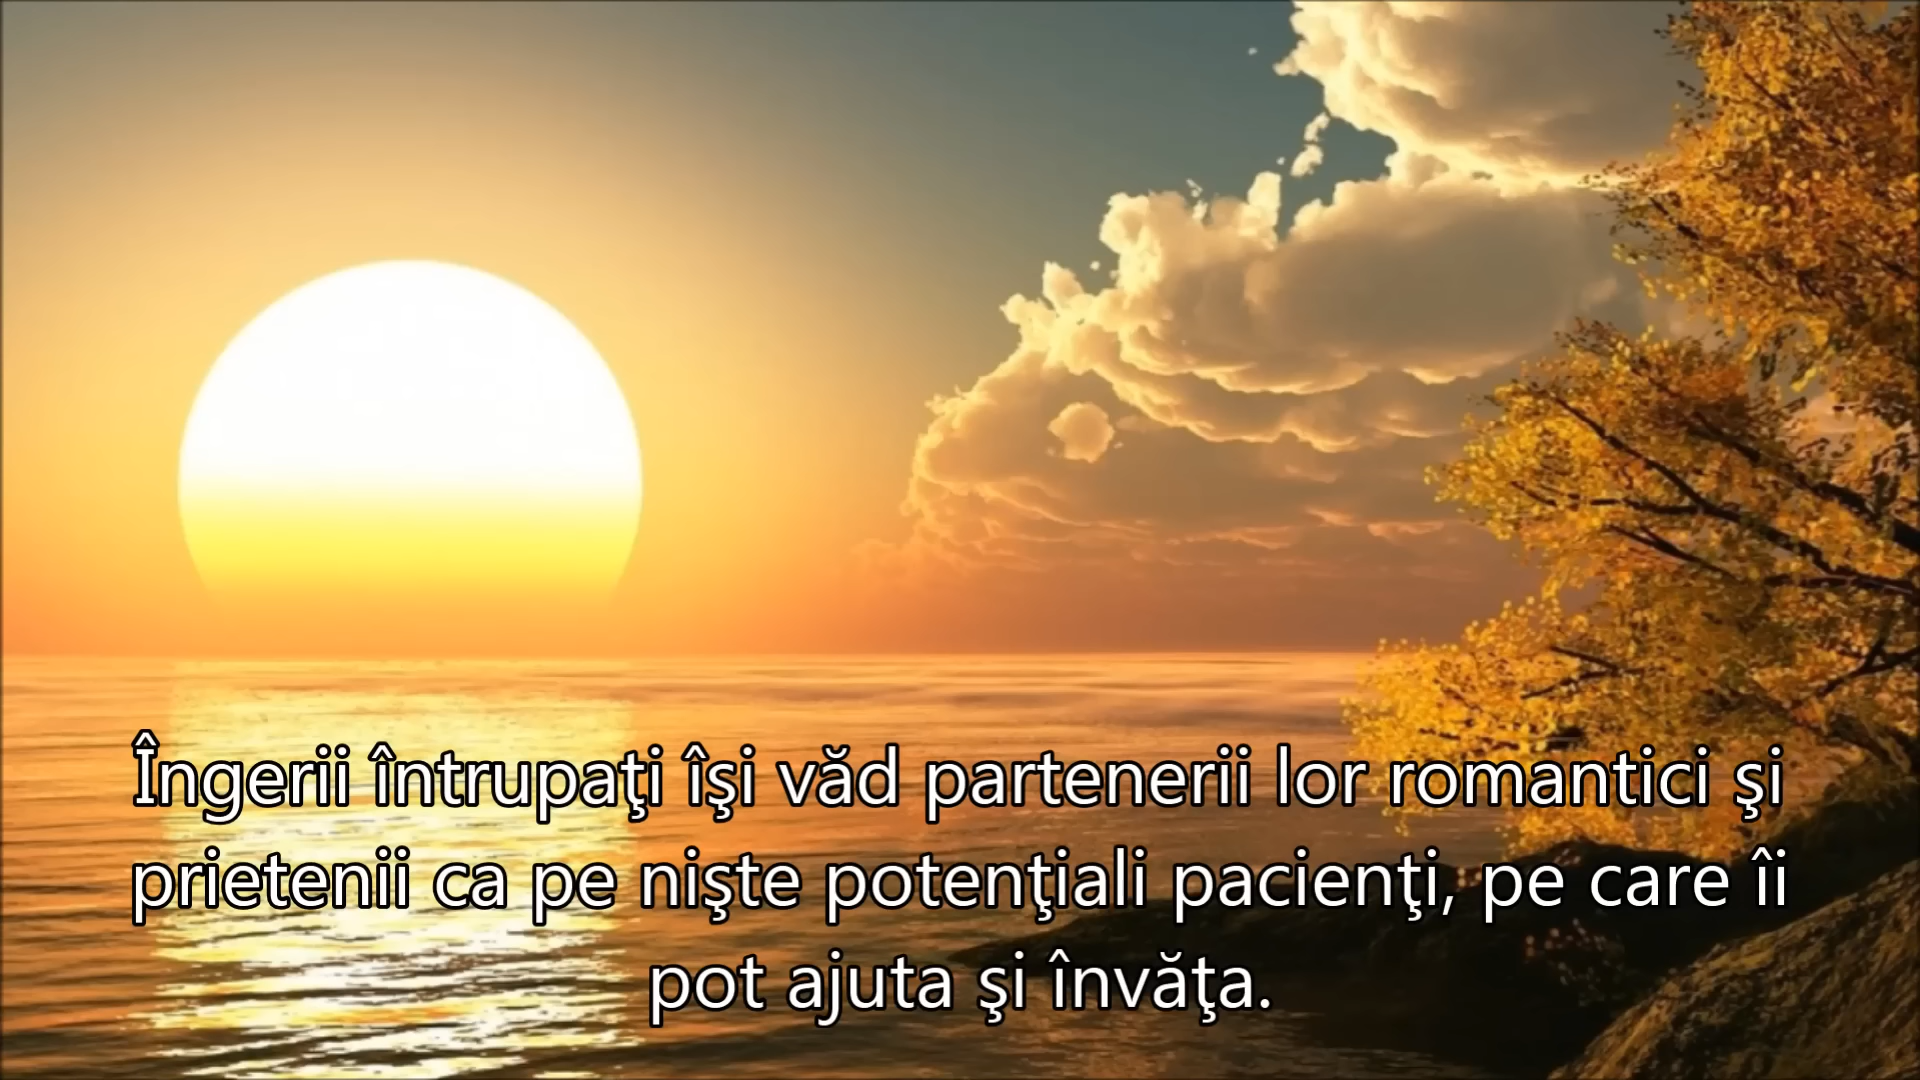 Îngerii întrupaţi îşi văd partenerii lor romantici şi
prietenii ca pe nişte potenţiali pacienţi, pe care îi
pot ajuta şi învăţa.